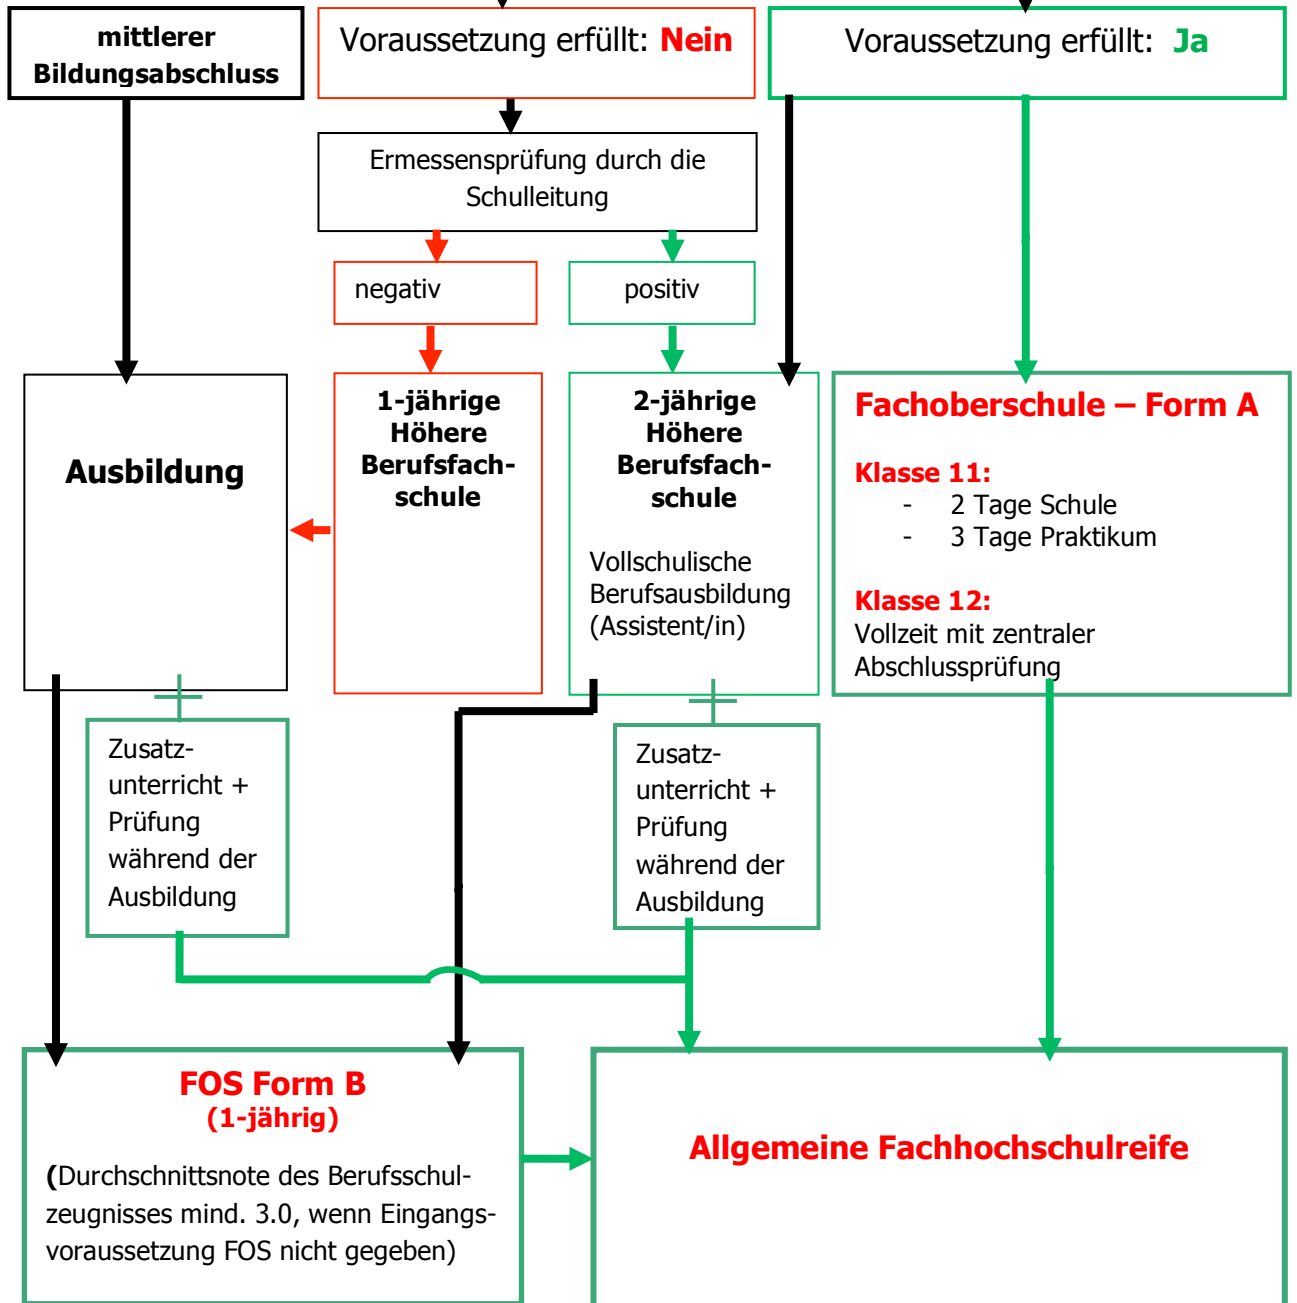 mittlerer
Bildungsabschluss
Voraussetzung erfüllt: Nein
Voraussetzung erfüllt: Ja
Ermessensprüfung durch die
Schulleitung
negativ
positiv
Ausbildung
1-jährige
Höhere
Berufsfach-
schule
2-jährige
Höhere
Berufsfach-
schule
Vollschulische
Berufsausbildung
(Assistent/in)
Fachoberschule – Form A
Klasse 11:
- 2 Tage Schule
- 3 Tage Praktikum
Klasse 12:
Vollzeit mit zentraler
Abschlussprüfung
Zusatz-
unterricht +
Prüfung
während der
Ausbildung
Zusatz-
unterricht +
Prüfung
während der
Ausbildung
FOS Form B
(1-jährig)
(Durchschnittsnote des Berufsschul-
zeugnisses mind. 3.0, wenn Eingangs-
voraussetzung FOS nicht gegeben)
Allgemeine Fachhochschulreife